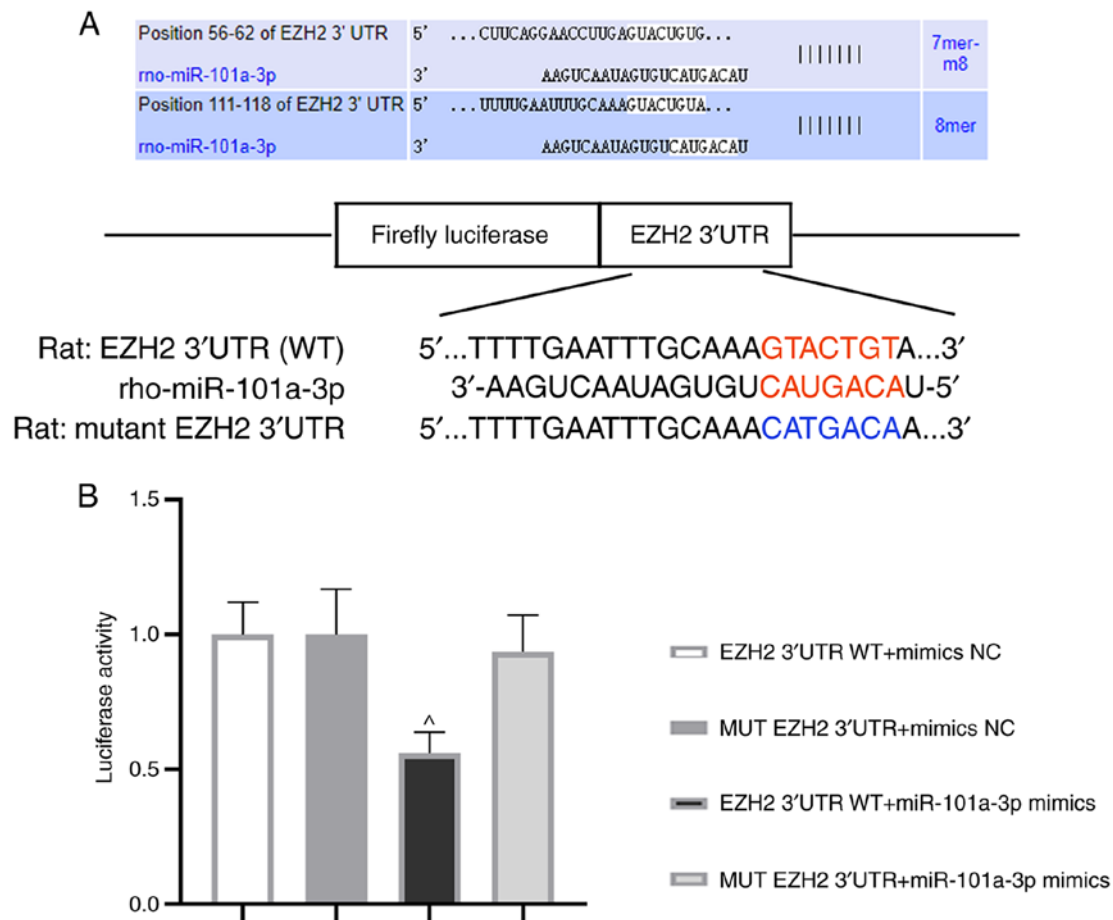 A
Position 56-62 of EZH2 3' UTR 5' ...CUUCAGGAACCUUGAGUACUGUG... 7mer-m8
rno-miR-101a-3p 3' AAGUCAAUAGUGUCAUGACAU
Position 111-118 of EZH2 3' UTR 5' ...UUUUGAAUUUGCAAAGUACUGUA... 8mer
rno-miR-101a-3p 3' AAGUCAAUAGUGUCAUGACAU
Firefly luciferase EZH2 3′UTR
Rat: EZH2 3′UTR (WT) 5′...TTTTGAATTTGCAAAGTACTGTA...3′
rho-miR-101a-3p 3′-AAGUCAAUAGUGUCAUGACAU-5′
Rat: mutant EZH2 3′UTR 5′...TTTTGAATTTGCAAACATGACAA...3′
B
Luciferase activity
1.5
1.0
0.5
0.0
^
EZH2 3′UTR WT+mimics NC
MUT EZH2 3′UTR+mimics NC
EZH2 3′UTR WT+miR-101a-3p mimics
MUT EZH2 3′UTR+miR-101a-3p mimics